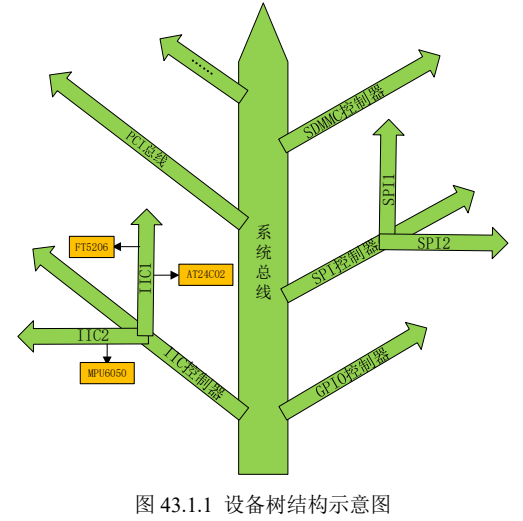 ......
SDMMC控制器
PCI总线
SPI1
系统总线
FT5206
IIC1
AT24C02
SPI控制器
SPI2
IIC2
IIC控制器
MPU6050
GPIO控制器
图 43.1.1 设备树结构示意图